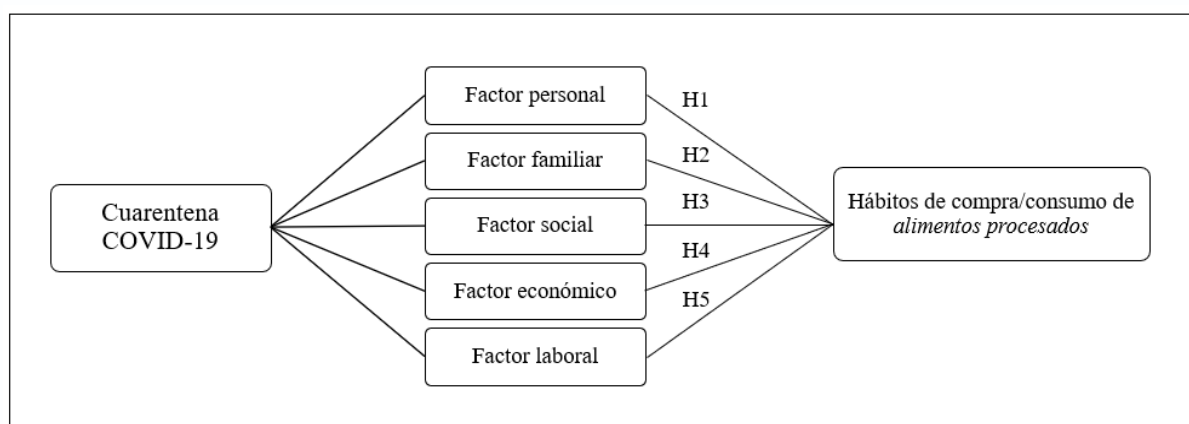 Cuarentena
COVID-19
Factor personal
Factor familiar
Factor social
Factor económico
Factor laboral
H1
H2
H3
H4
H5
Hábitos de compra/consumo de
alimentos procesados